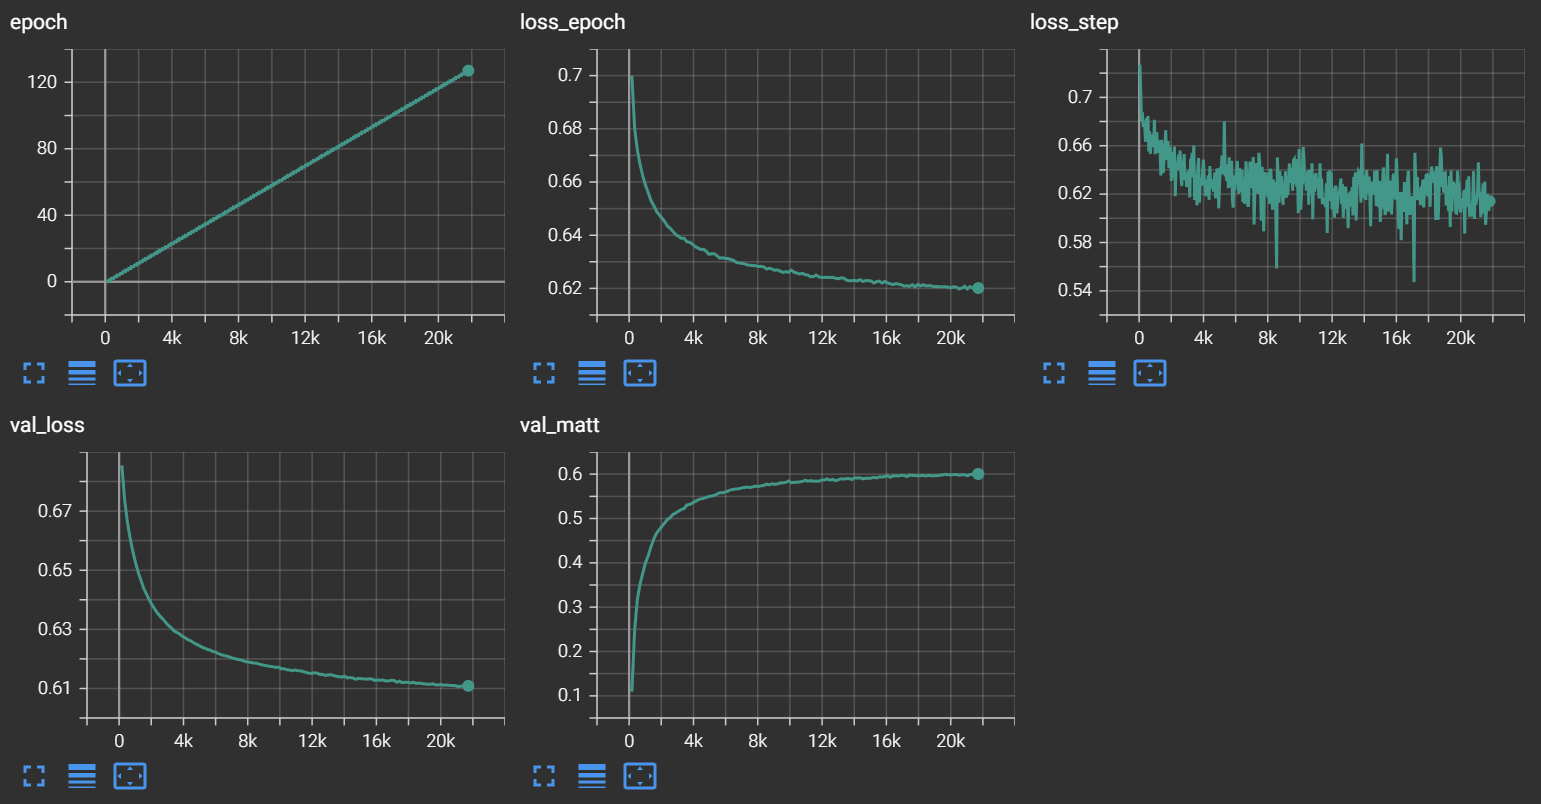 epoch
120
80
40
0
0 4k 8k 12k 16k 20k
loss_epoch
0.7
0.68
0.66
0.64
0.62
0 4k 8k 12k 16k 20k
loss_step
0.7
0.66
0.62
0.58
0.54
0 4k 8k 12k 16k 20k
val_loss
0.67
0.65
0.63
0.61
0 4k 8k 12k 16k 20k
val_matt
0.6
0.5
0.4
0.3
0.2
0.1
0 4k 8k 12k 16k 20k